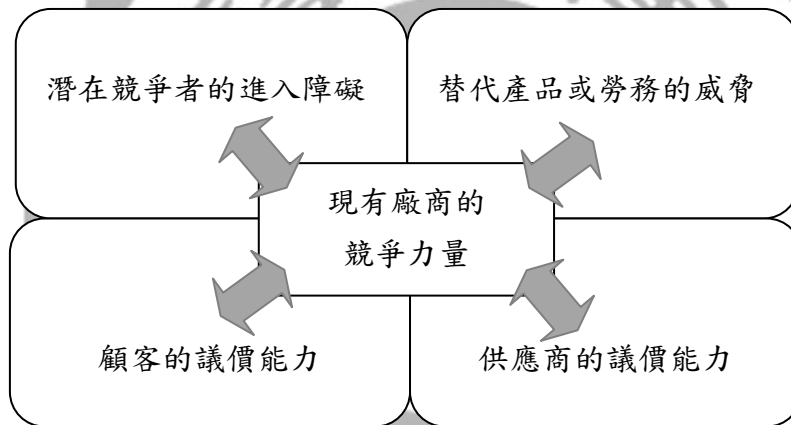 潛在競爭者的進入障礙
替代產品或勞務的威脅
現有廠商的
競爭力量
顧客的議價能力
供應商的議價能力